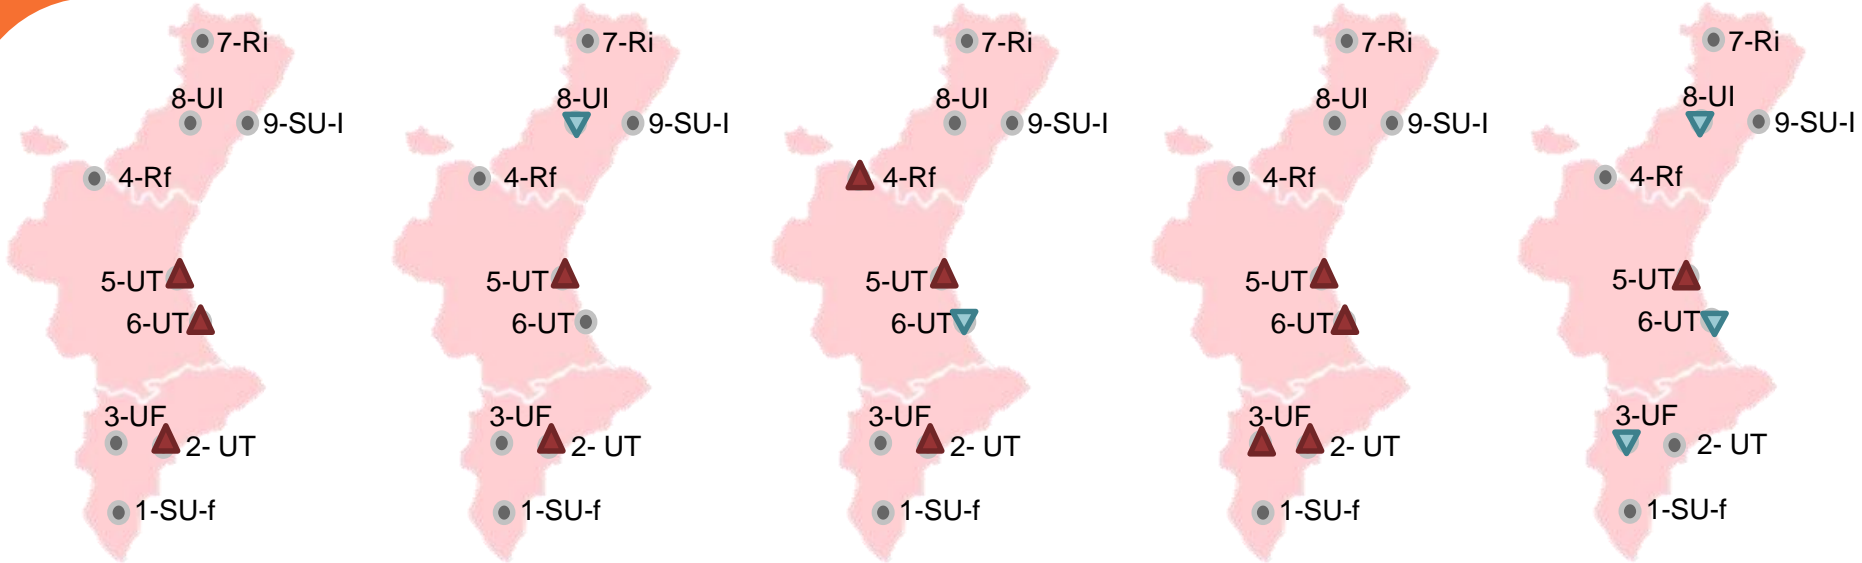 7-Ri
8-UI
9-SU-I
4-Rf
5-UT
6-UT
3-UF
2- UT
1-SU-f
7-Ri
8-UI
9-SU-I
4-Rf
5-UT
6-UT
3-UF
2- UT
1-SU-f
7-Ri
8-UI
9-SU-I
4-Rf
5-UT
6-UT
3-UF
2- UT
1-SU-f
7-Ri
8-UI
9-SU-I
4-Rf
5-UT
6-UT
3-UF
2- UT
1-SU-f
7-Ri
8-UI
9-SU-I
4-Rf
5-UT
6-UT
3-UF
2- UT
1-SU-f